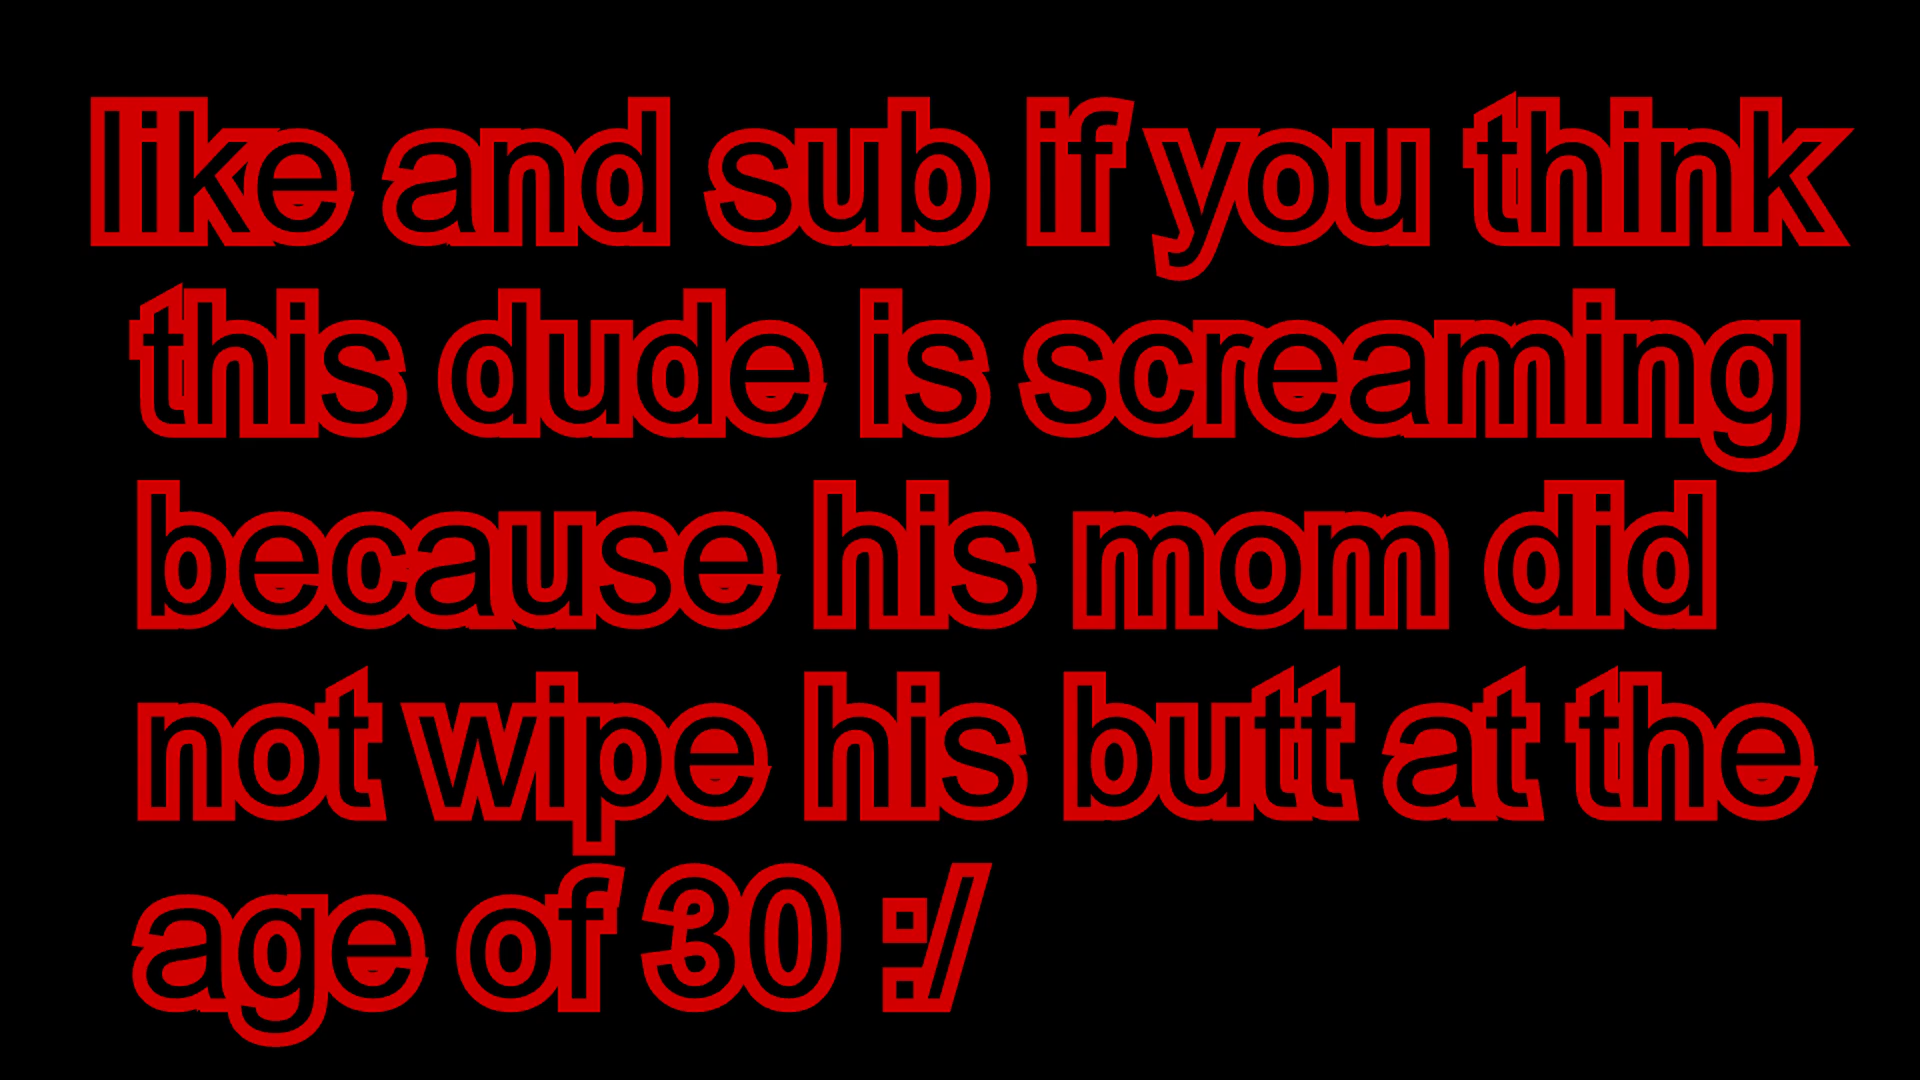 like and sub if you think
this dude is screaming
because his mom did
not wipe his butt at the
age of 30 :/